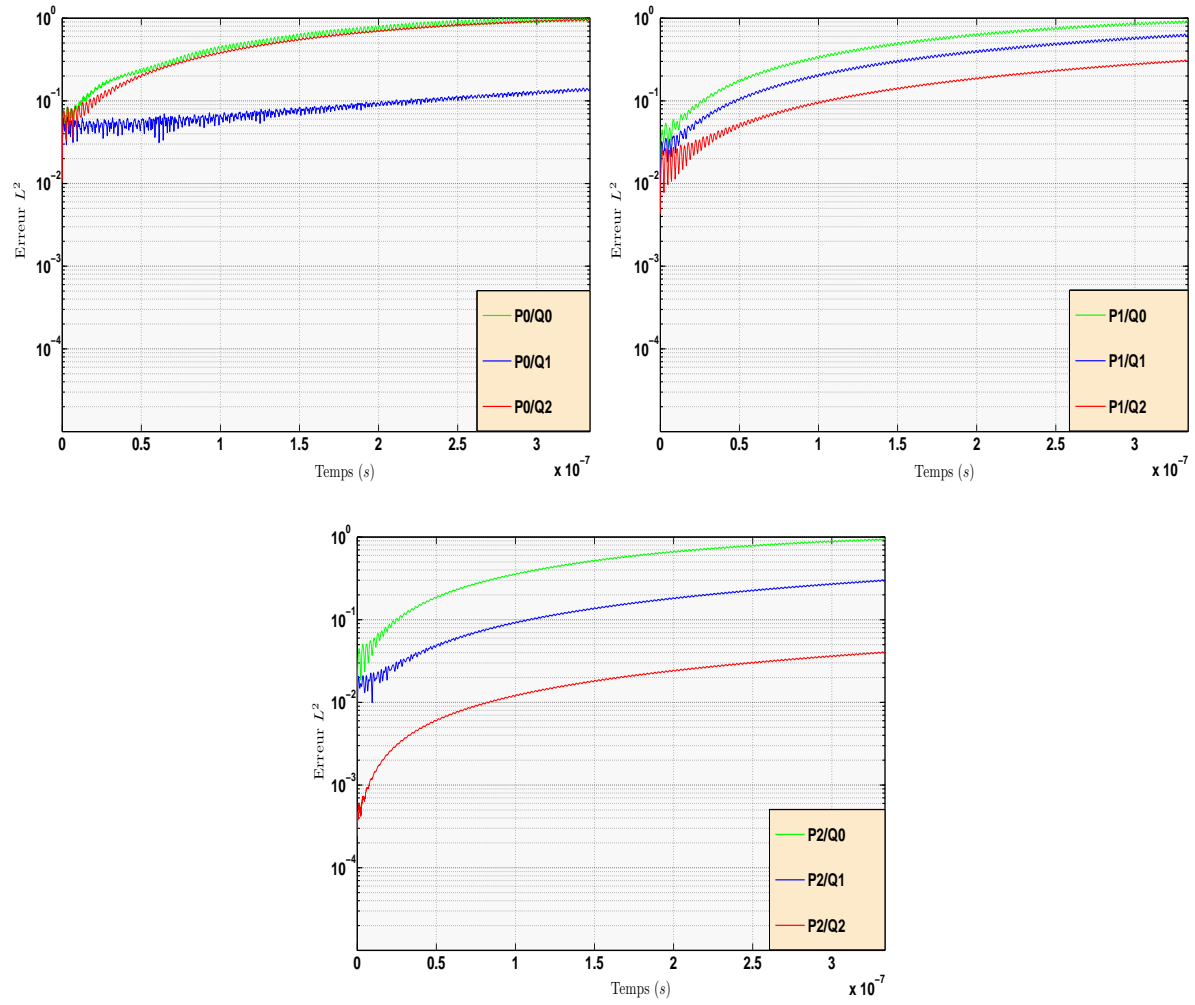 10^0
10^-1
10^-2
10^-3
10^-4
Erreur L^2
0 0.5 1 1.5 2 2.5 3
x 10^-7
Temps (s)
P0/Q0
P0/Q1
P0/Q2
10^0
10^-1
10^-2
10^-3
10^-4
Erreur L^2
0 0.5 1 1.5 2 2.5 3
x 10^-7
Temps (s)
P1/Q0
P1/Q1
P1/Q2
10^0
10^-1
10^-2
10^-3
10^-4
Erreur L^2
0 0.5 1 1.5 2 2.5 3
x 10^-7
Temps (s)
P2/Q0
P2/Q1
P2/Q2